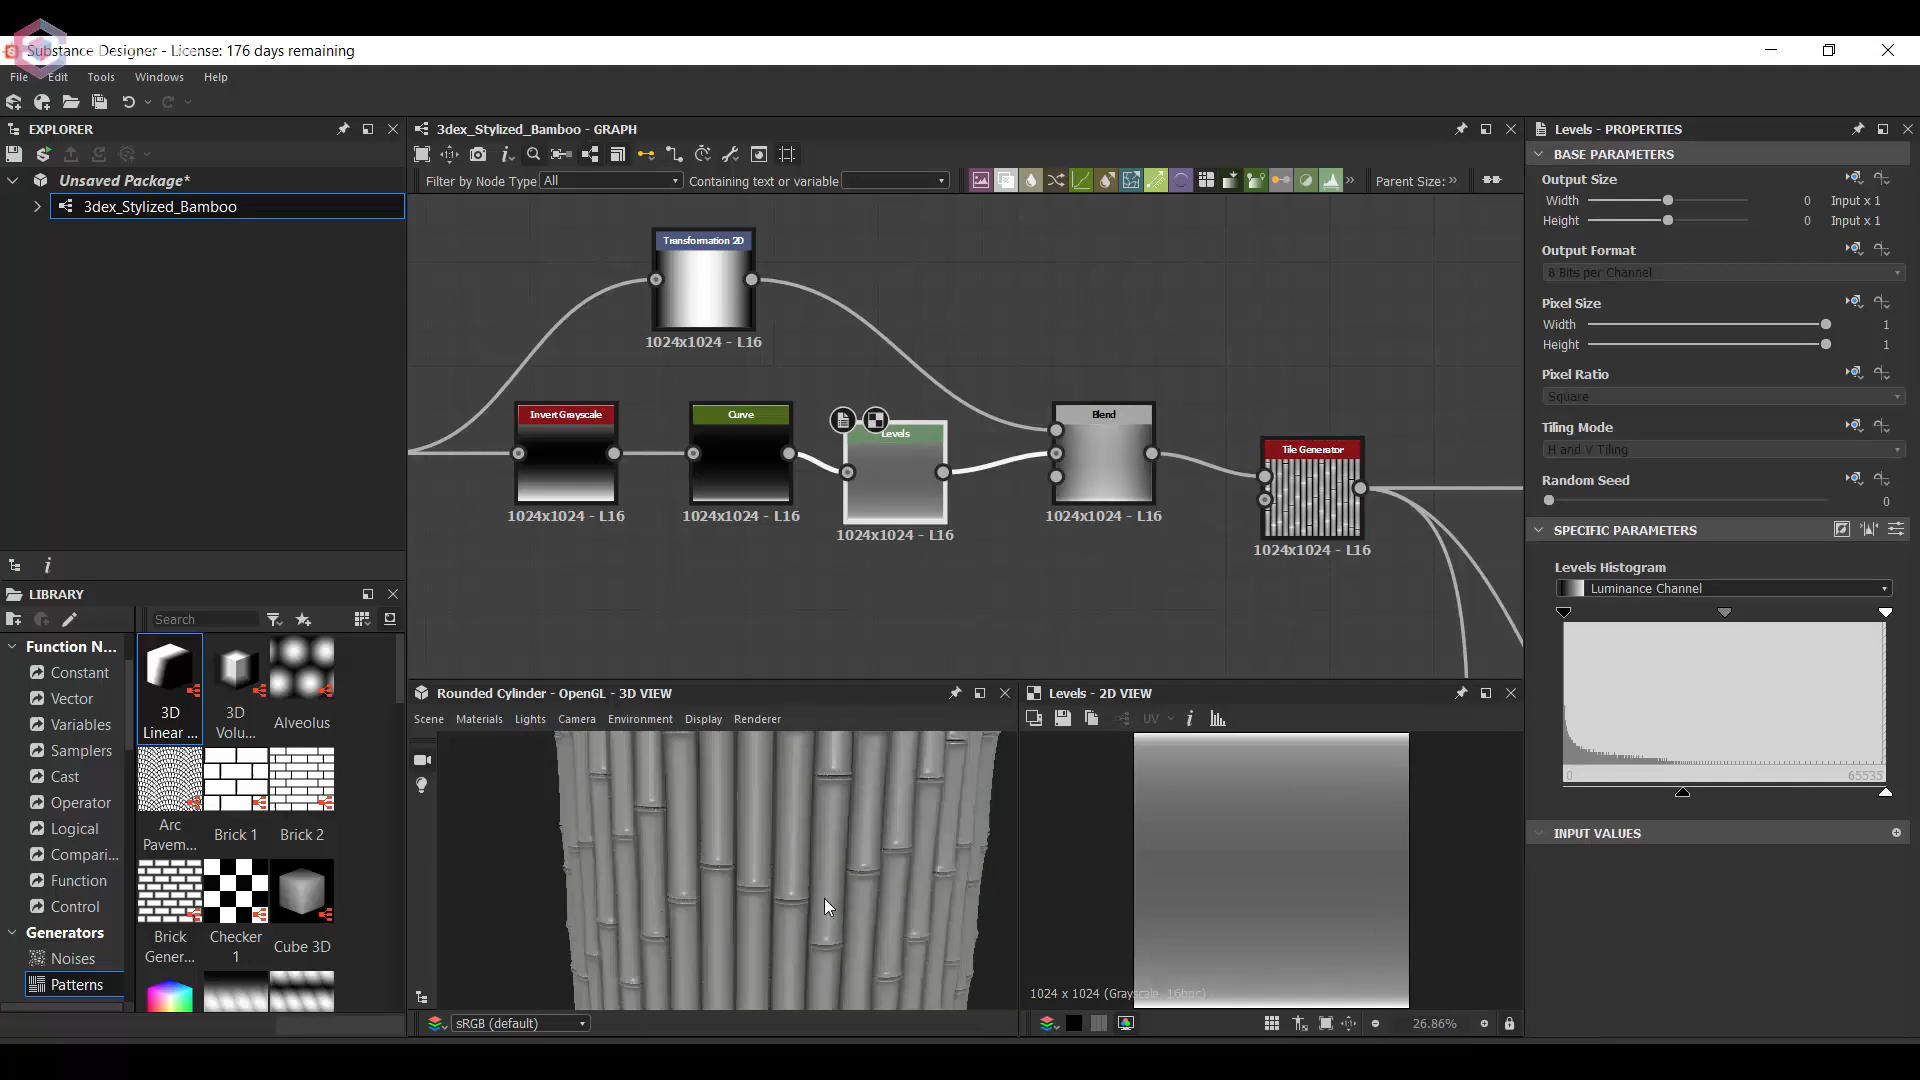 Substance Designer - License: 176 days remaining
File Edit Tools Windows Help
EXPLORER
Unsaved Package*
3dex_Stylized_Bamboo
3dex_Stylized_Bamboo - GRAPH
Filter by Node Type All Containing text or variable Parent Size:
Transformation 2D
1024x1024 - L16
Invert Grayscale
1024x1024 - L16
Curve
1024x1024 - L16
Levels
1024x1024 - L16
Blend
1024x1024 - L16
Tile Generator
1024x1024 - L16
LIBRARY
Search
Function N...
Constant
Vector
Variables
Samplers
Cast
Operator
Logical
Compari...
Function
Control
Generators
Noises
Patterns
3D
Linear ...
3D
Volu...
Alveolus
Arc
Pavem...
Brick 1
Brick 2
Brick
Gener...
Checker
1
Cube 3D
Rounded Cylinder - OpenGL - 3D VIEW
Scene Materials Lights Camera Environment Display Renderer
sRGB (default)
Levels - 2D VIEW
UV
1024 x 1024 (Grayscale, 16bpc)
26.86%
Levels - PROPERTIES
BASE PARAMETERS
Output Size
Width 0 Input x 1
Height 0 Input x 1
Output Format
8 Bits per Channel
Pixel Size
Width 1
Height 1
Pixel Ratio
Square
Tiling Mode
H and V Tiling
Random Seed
0
SPECIFIC PARAMETERS
Levels Histogram
Luminance Channel
0 65535
INPUT VALUES